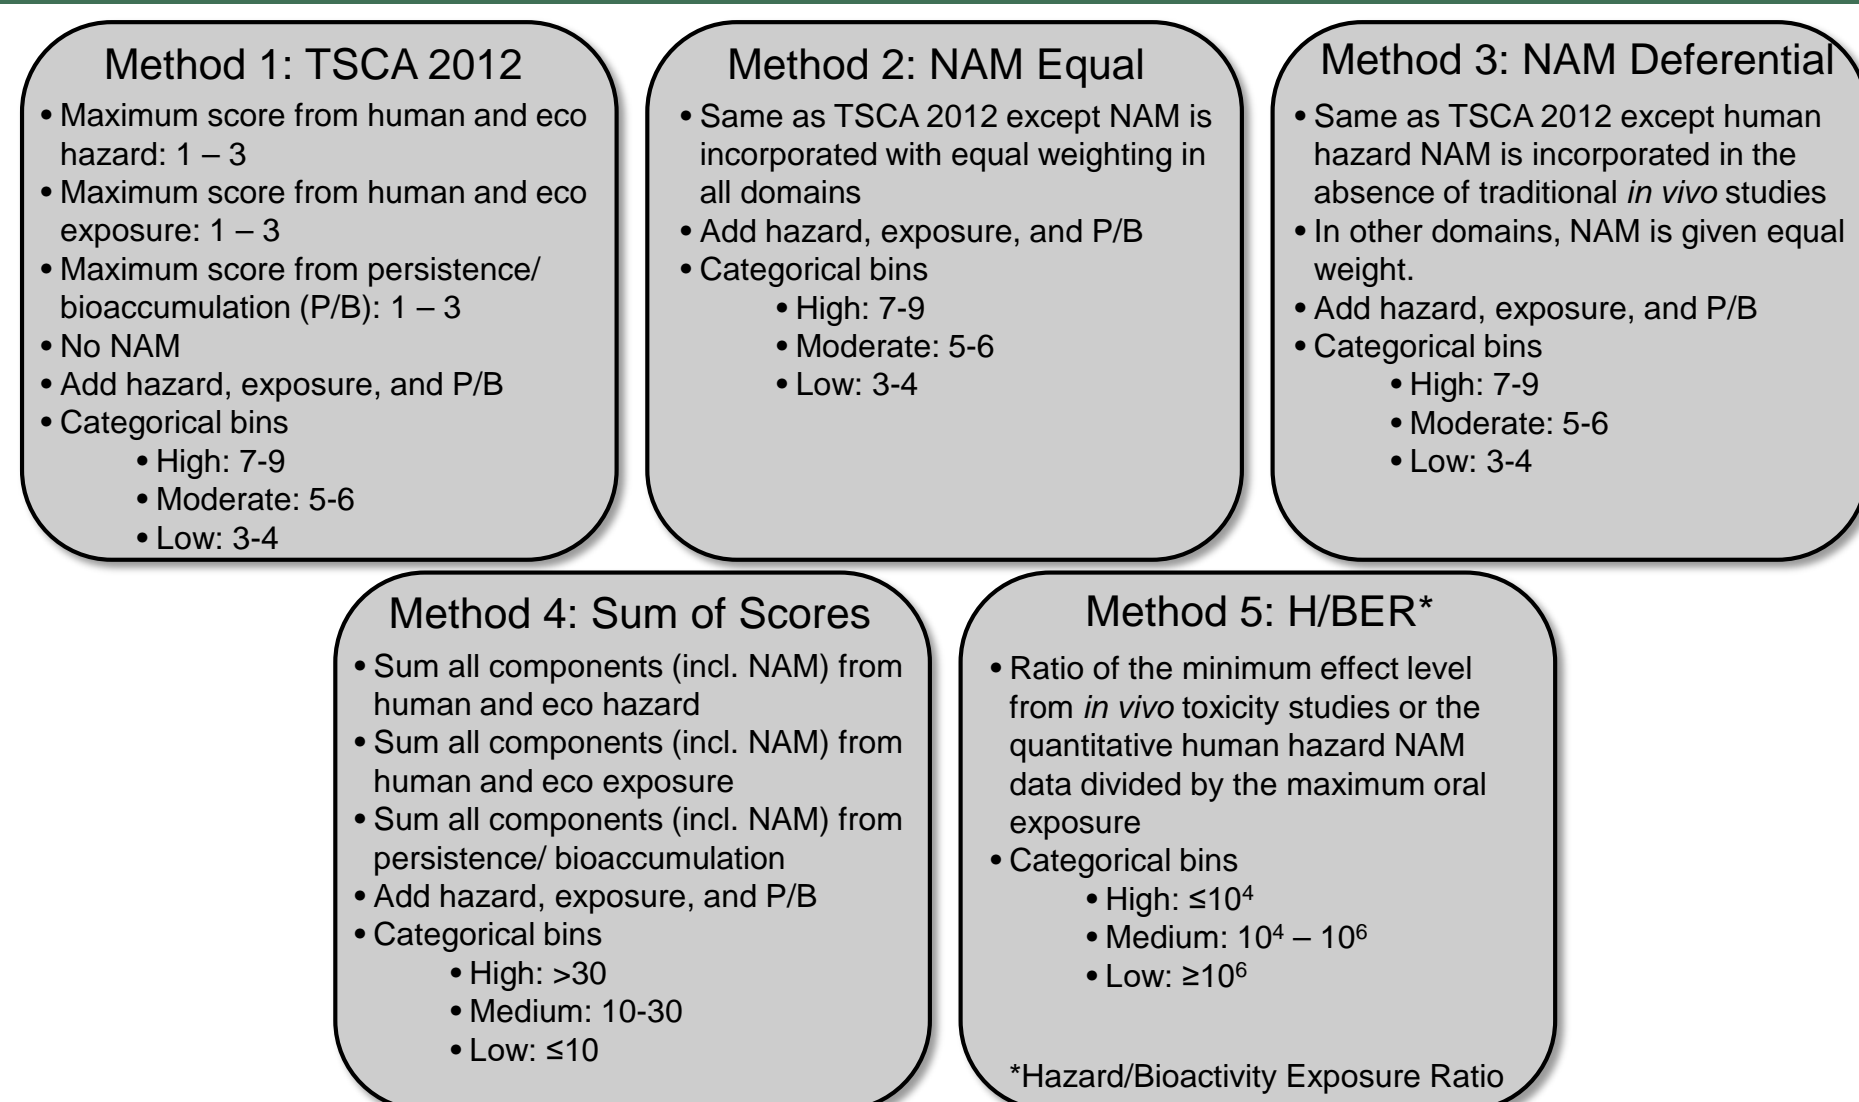 Method 1: TSCA 2012
• Maximum score from human and eco
hazard: 1 – 3
• Maximum score from human and eco
exposure: 1 – 3
• Maximum score from persistence/
bioaccumulation (P/B): 1 – 3
• No NAM
• Add hazard, exposure, and P/B
• Categorical bins
• High: 7-9
• Moderate: 5-6
• Low: 3-4
Method 2: NAM Equal
• Same as TSCA 2012 except NAM is
incorporated with equal weighting in
all domains
• Add hazard, exposure, and P/B
• Categorical bins
• High: 7-9
• Moderate: 5-6
• Low: 3-4
Method 3: NAM Deferential
• Same as TSCA 2012 except human
hazard NAM is incorporated in the
absence of traditional in vivo studies
• In other domains, NAM is given equal
weight.
• Add hazard, exposure, and P/B
• Categorical bins
• High: 7-9
• Moderate: 5-6
• Low: 3-4
Method 4: Sum of Scores
• Sum all components (incl. NAM) from
human and eco hazard
• Sum all components (incl. NAM) from
human and eco exposure
• Sum all components (incl. NAM) from
persistence/ bioaccumulation
• Add hazard, exposure, and P/B
• Categorical bins
• High: >30
• Medium: 10-30
• Low: ≤10
Method 5: H/BER*
• Ratio of the minimum effect level
from in vivo toxicity studies or the
quantitative human hazard NAM
data divided by the maximum oral
exposure
• Categorical bins
• High: ≤10⁴
• Medium: 10⁴ – 10⁶
• Low: ≥10⁶
*Hazard/Bioactivity Exposure Ratio